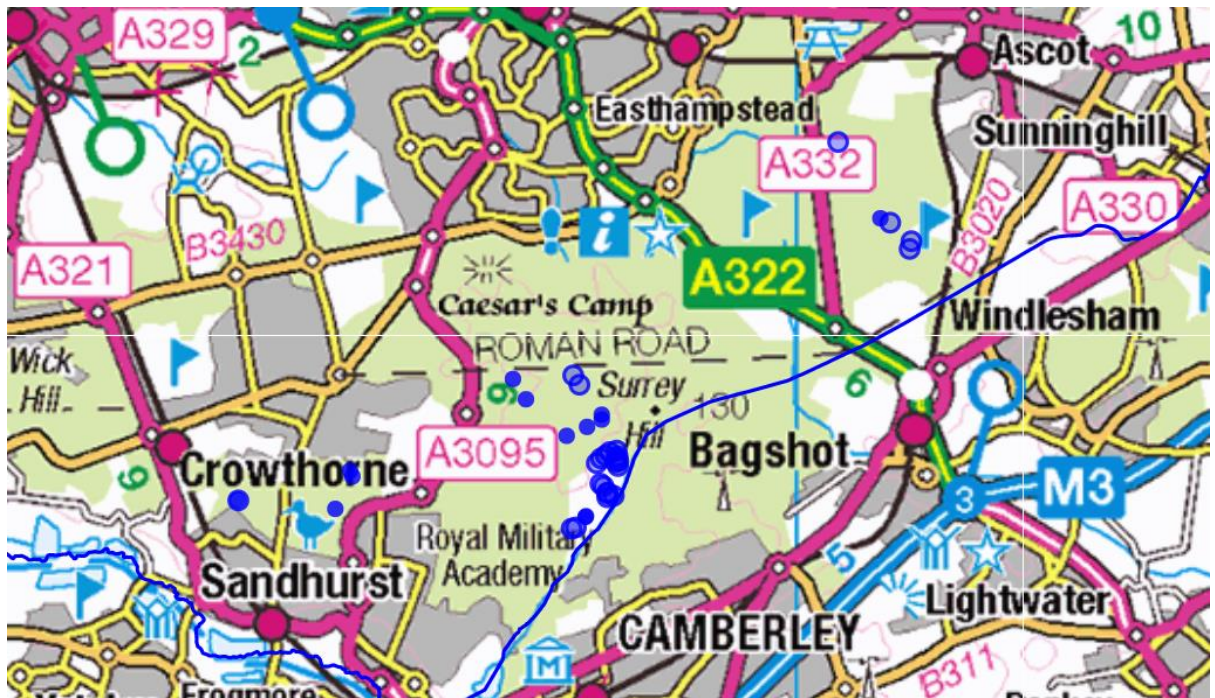 A329
2
10
Ascot
Easthampstead
Sunninghill
A332
A330
B3020
B3430
A321
i
A322
Caesar's Camp
Windlesham
ROMAN ROAD
Wick
Hill
6
9
Surrey
Hill
130
Bagshot
A3095
Crowthorne
9
M3
3
Royal Military
Academy
5
Sandhurst
Lightwater
CAMBERLEY
M
B311
Frogmore